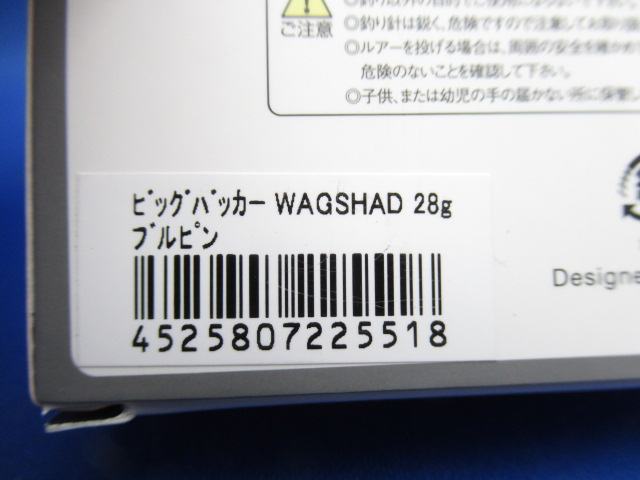 ご注意
◎釣り針は鋭く、危険ですので注意してお取り扱
◎ルアーを投げる場合は、周囲の安全を確かめ
危険のないことを確認して下さい。
◎子供、または幼児の手の届かない所に保管し
ﾋﾞｯｸﾞﾊﾞｯｶｰ WAGSHAD 28g
ﾌﾞﾙﾋﾟﾝ
4525807225518
Designe